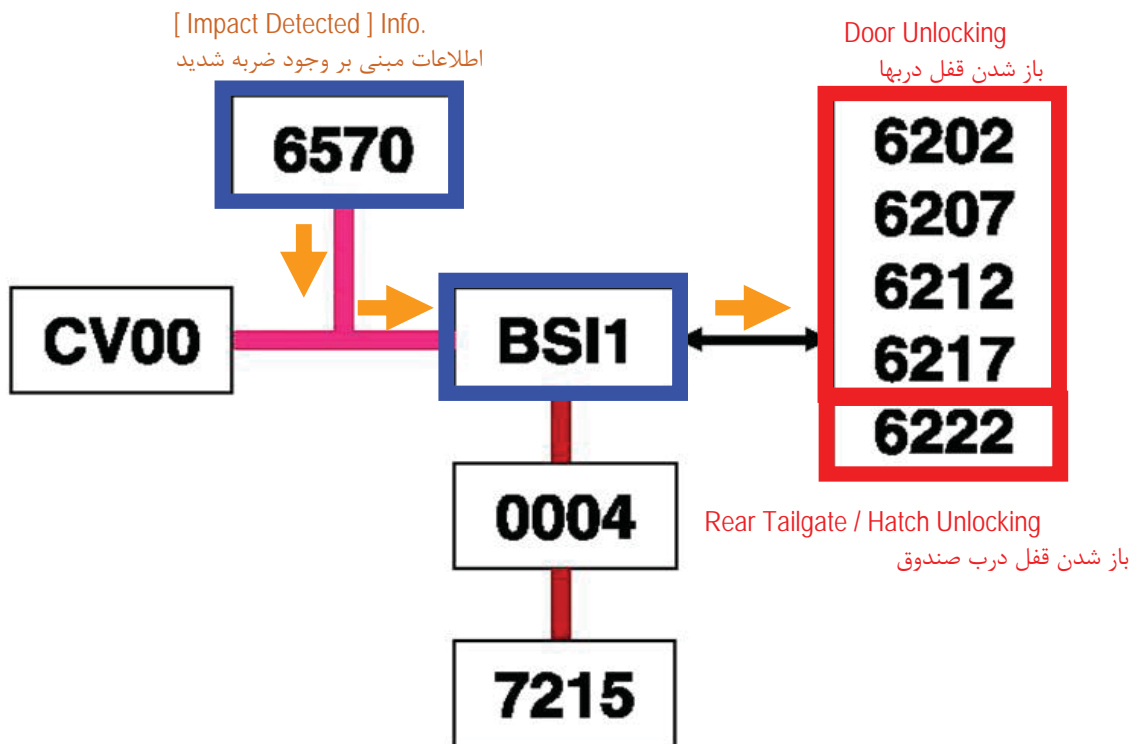 [ Impact Detected ] Info.
اطلاعات مبنی بر وجود ضربه شدید
Door Unlocking
باز شدن قفل دربها
6570
6202
6207
6212
6217
6222
CV00
BSI1
0004
Rear Tailgate / Hatch Unlocking
باز شدن قفل درب صندوق
7215